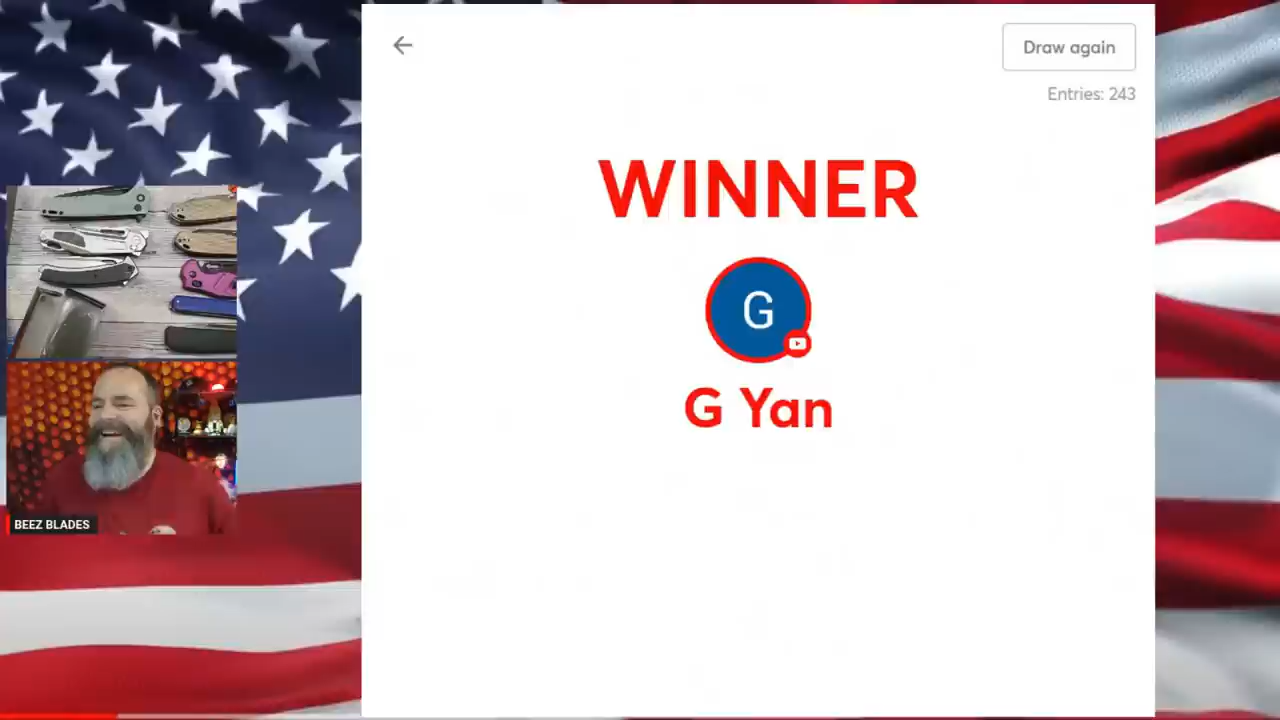 Draw again
Entries: 243
WINNER
G
G Yan
BEEZ BLADES